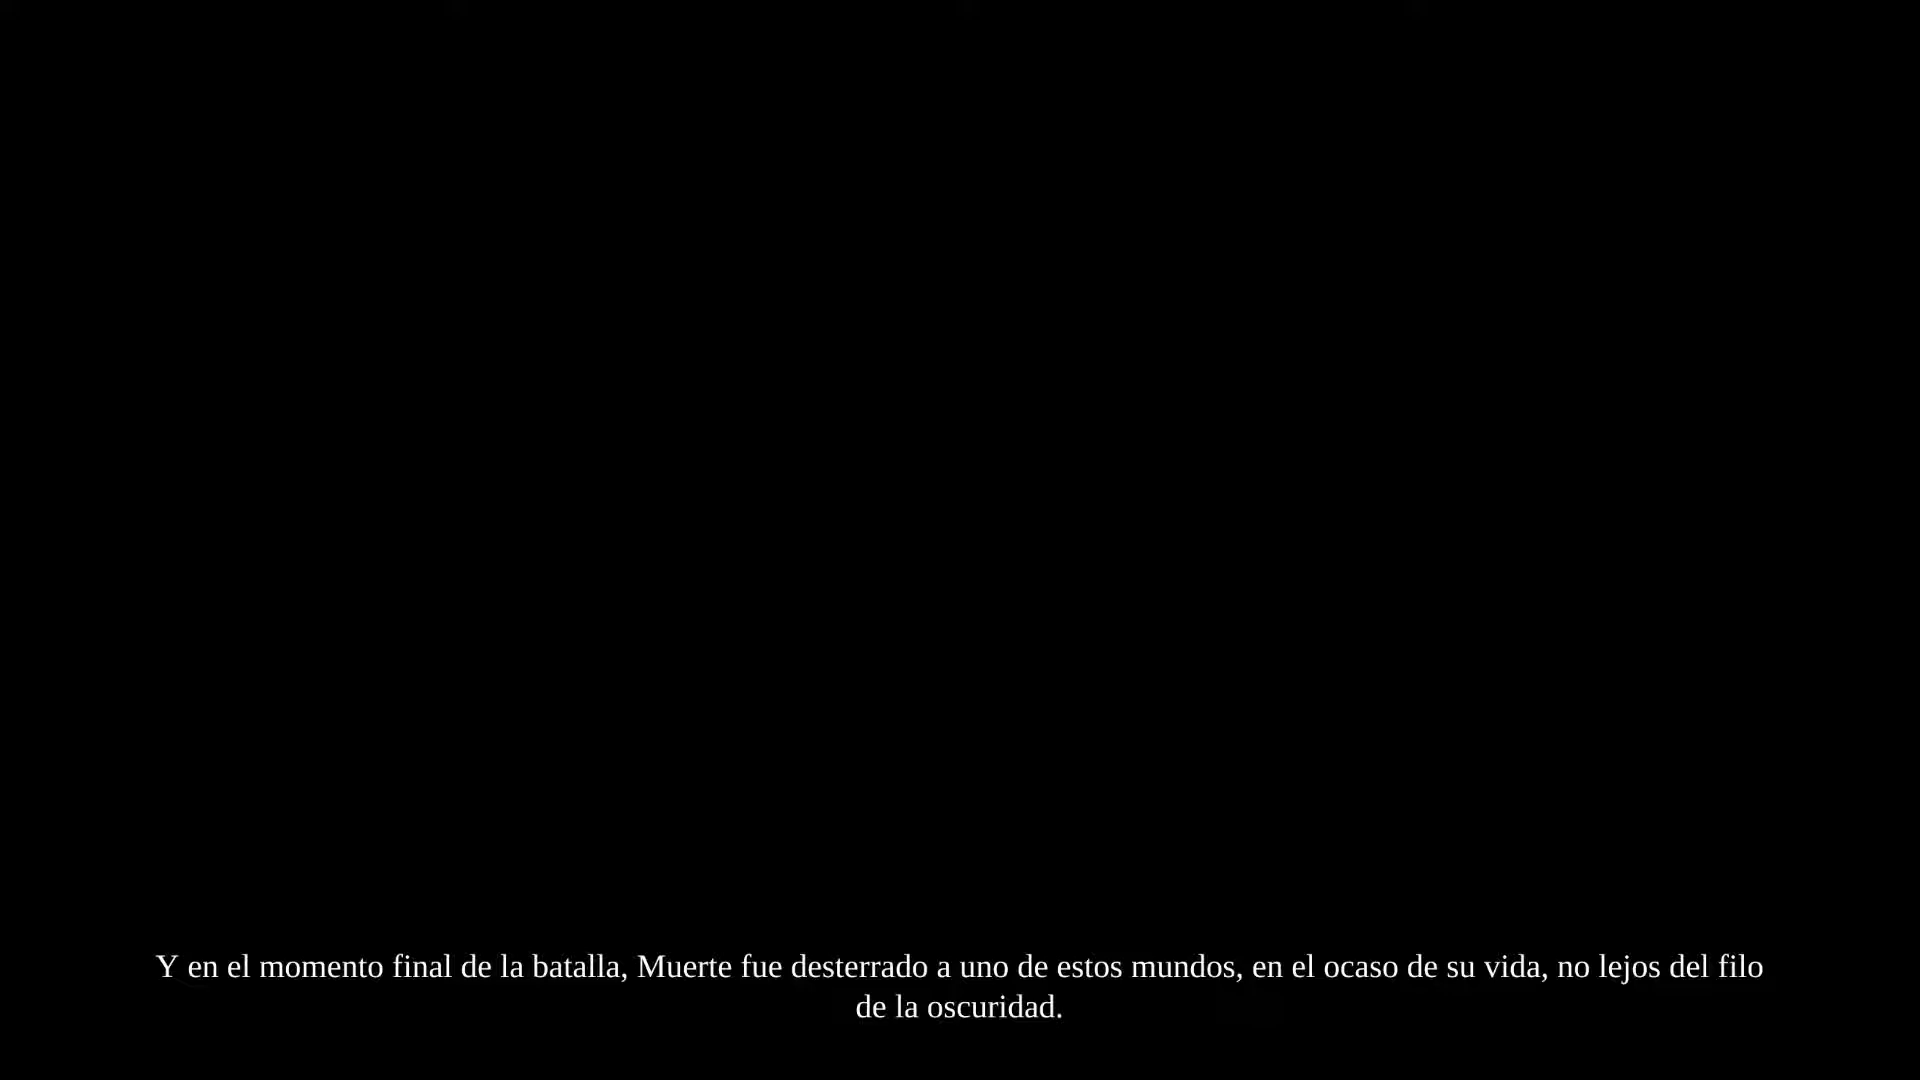 Y en el momento final de la batalla, Muerte fue desterrado a uno de estos mundos, en el ocaso de su vida, no lejos del filo
de la oscuridad.